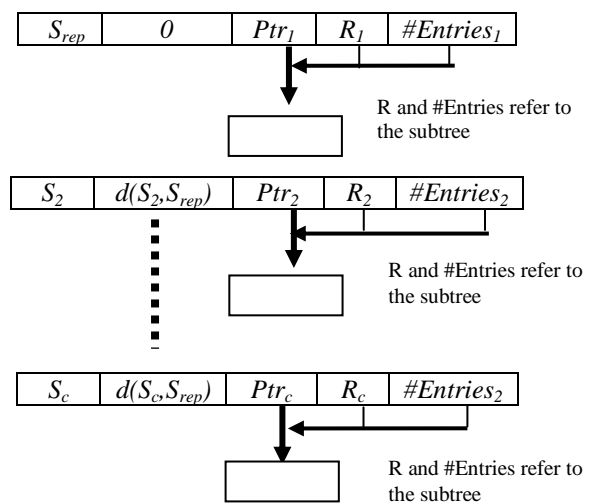 S_rep 0 Ptr_1 R_1 #Entries_1
R and #Entries refer to
the subtree
S_2 d(S_2,S_rep) Ptr_2 R_2 #Entries_2
R and #Entries refer to
the subtree
S_c d(S_c,S_rep) Ptr_c R_c #Entries_2
R and #Entries refer to
the subtree